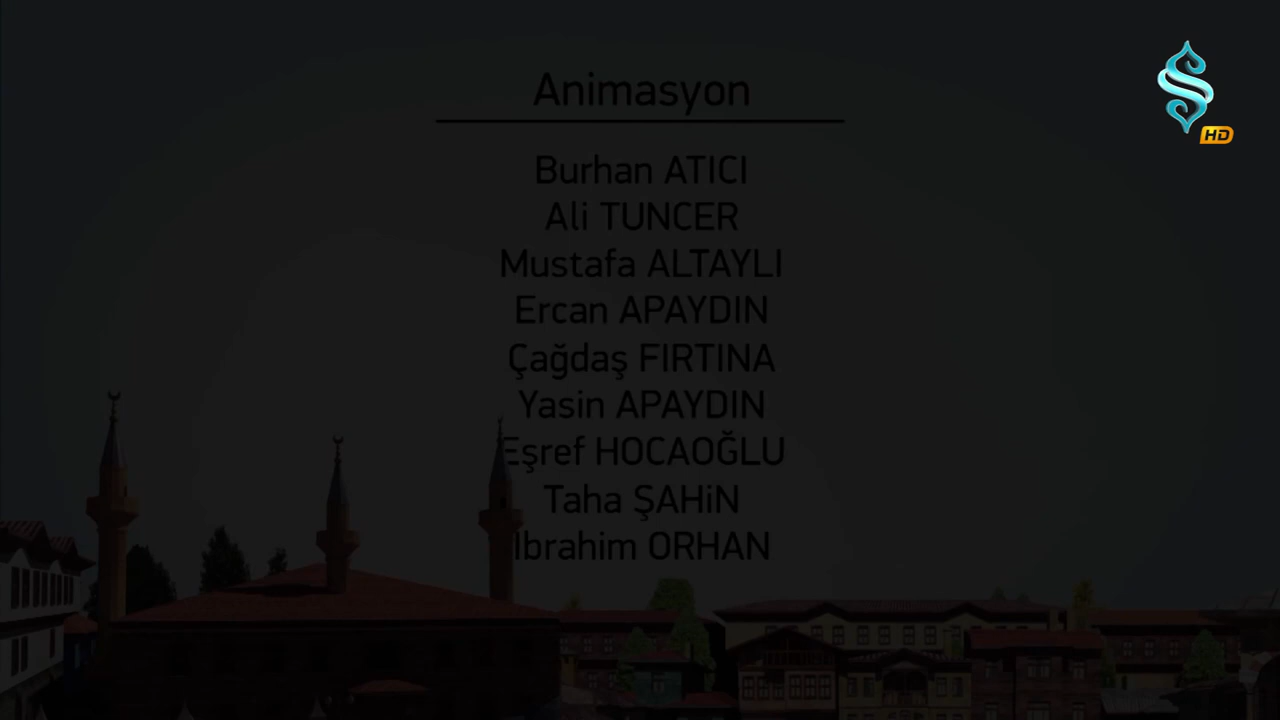 Animasyon
Burhan ATICI
Ali TUNCER
Mustafa ALTAYLI
Ercan APAYDIN
Çağdaş FIRTINA
Yasin APAYDIN
Eşref HOCAOĞLU
Taha ŞAHiN
İbrahim ORHAN
HD